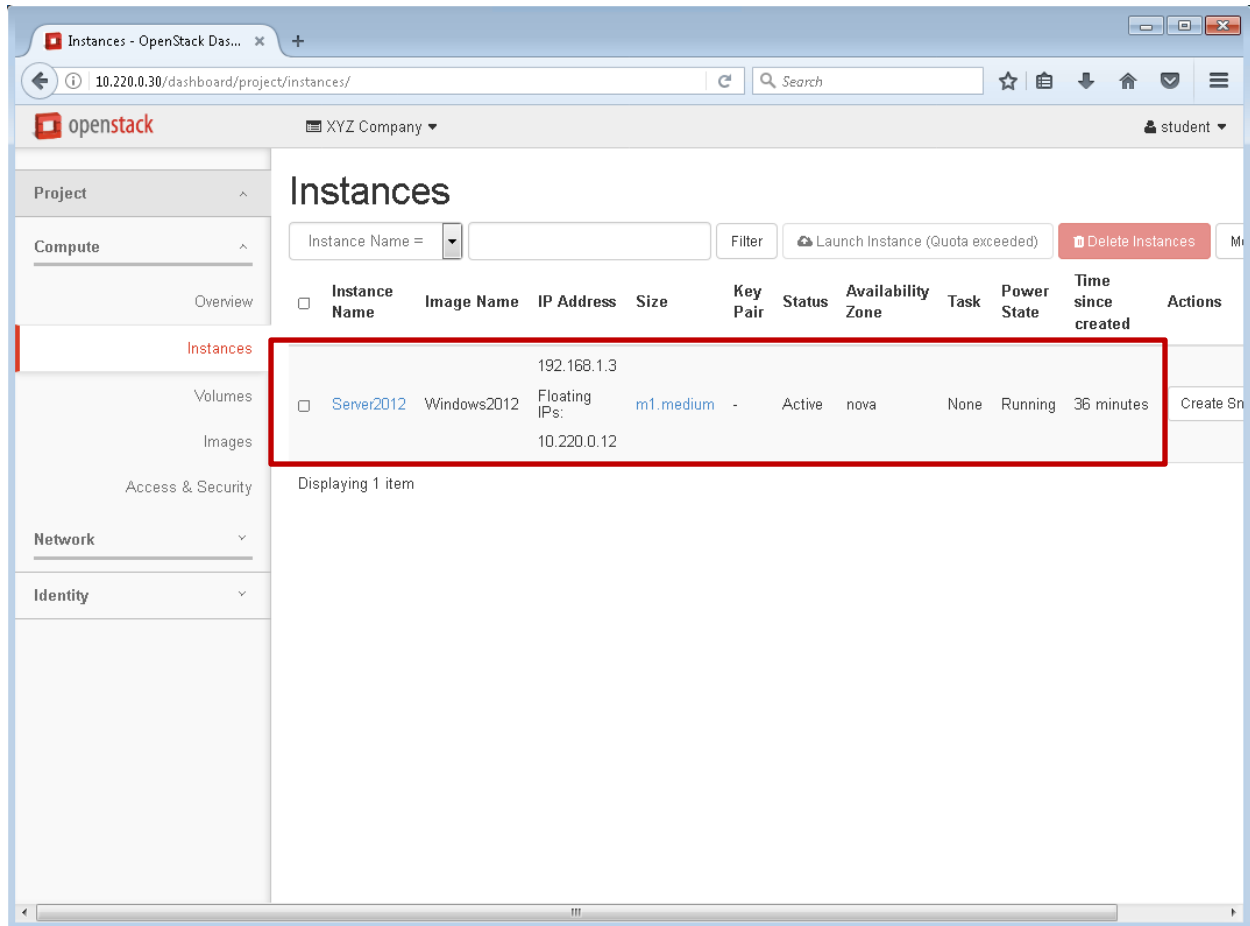 Instances - OpenStack Das... × +
10.220.0.30/dashboard/project/instances/ Search
openstack XYZ Company student
Project
Compute
Overview
Instances
Volumes
Images
Access & Security
Network
Identity
Instances
Instance Name = Filter Launch Instance (Quota exceeded) Delete Instances
Instance Name Image Name IP Address Size Key Pair Status Availability Zone Task Power State Time since created Actions
Server2012 Windows2012 192.168.1.3 Floating IPs: 10.220.0.12 m1.medium - Active nova None Running 36 minutes Create Sn
Displaying 1 item